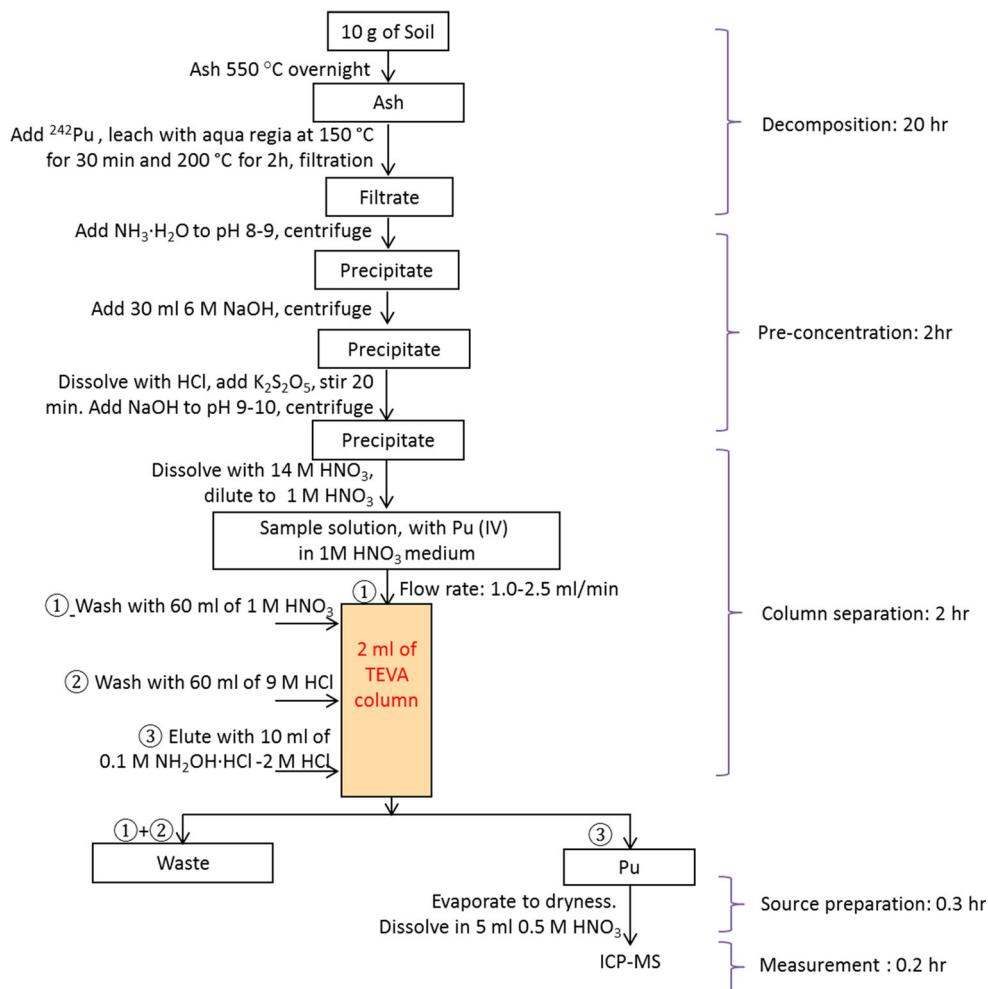 10 g of Soil
Ash 550 °C overnight
Ash
Add ²⁴²Pu , leach with aqua regia at 150 °C
for 30 min and 200 °C for 2h, filtration
Decomposition: 20 hr
Filtrate
Add NH₃·H₂O to pH 8-9, centrifuge
Precipitate
Add 30 ml 6 M NaOH, centrifuge
Pre-concentration: 2hr
Precipitate
Dissolve with HCl, add K₂S₂O₅, stir 20
min. Add NaOH to pH 9-10, centrifuge
Precipitate
Dissolve with 14 M HNO₃,
dilute to 1 M HNO₃
Sample solution, with Pu (IV)
in 1M HNO₃ medium
① Flow rate: 1.0-2.5 ml/min
①_Wash with 60 ml of 1 M HNO₃
Column separation: 2 hr
2 ml of
TEVA
column
② Wash with 60 ml of 9 M HCl
③ Elute with 10 ml of
0.1 M NH₂OH·HCl -2 M HCl
①+②
Waste
③
Pu
Evaporate to dryness.
Dissolve in 5 ml 0.5 M HNO₃
Source preparation: 0.3 hr
ICP-MS
Measurement : 0.2 hr